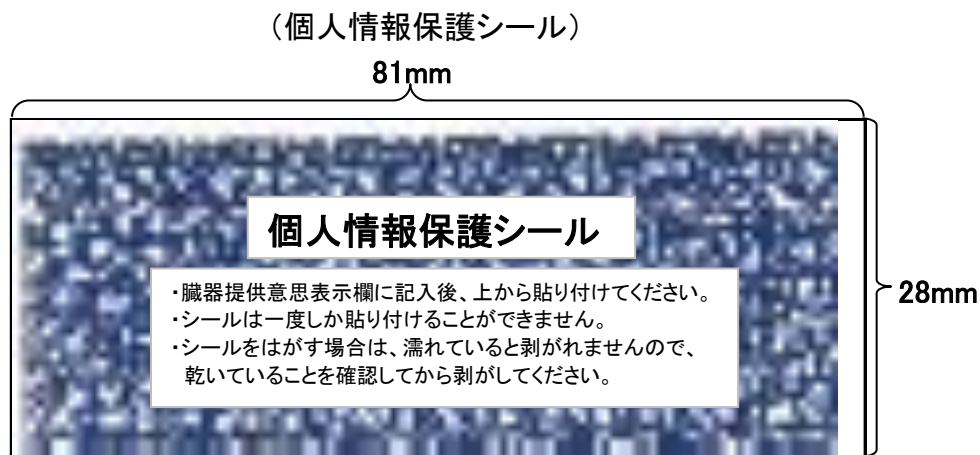 （個人情報保護シール）
81mm
個人情報保護シール
・臓器提供意思表示欄に記入後、上から貼り付けてください。
・シールは一度しか貼り付けることができません。
・シールをはがす場合は、濡れていると剥がれませんので、
乾いていることを確認してから剥がしてください。
28mm